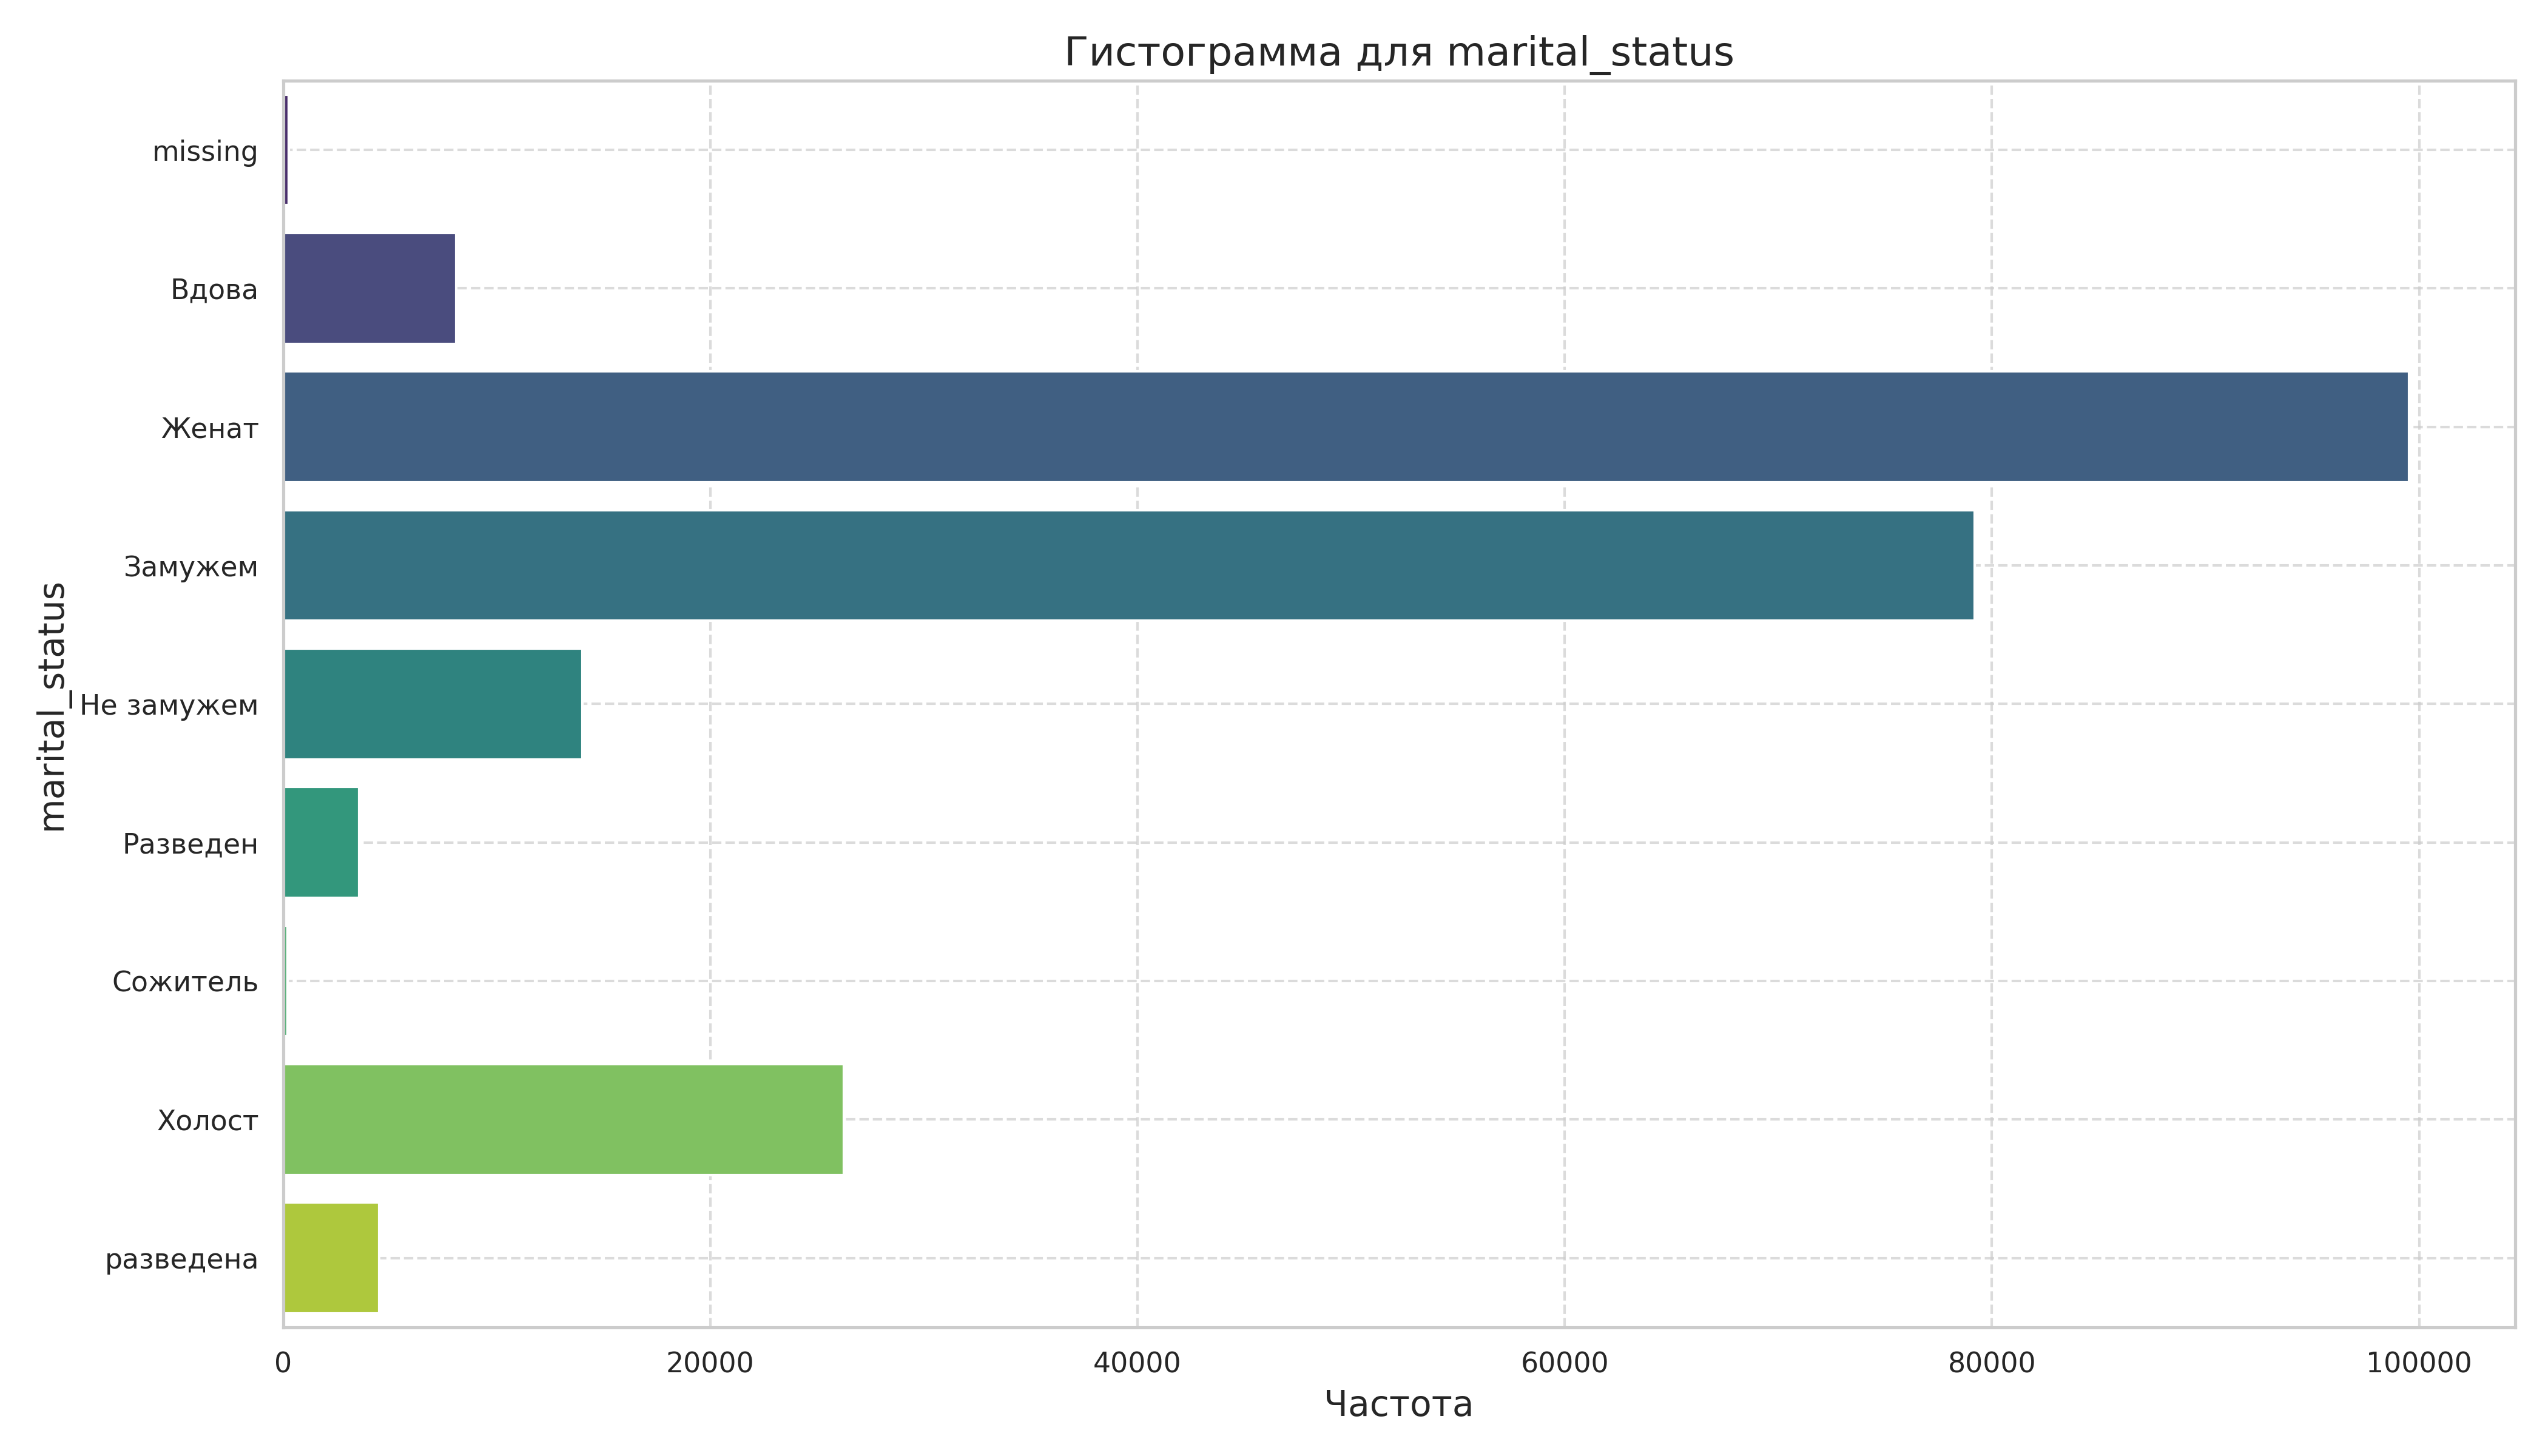 Гистограмма для marital_status
missing
Вдова
Женат
Замужем
Не замужем
Разведен
Сожитель
Холост
разведена
marital_status
0 20000 40000 60000 80000 100000
Частота